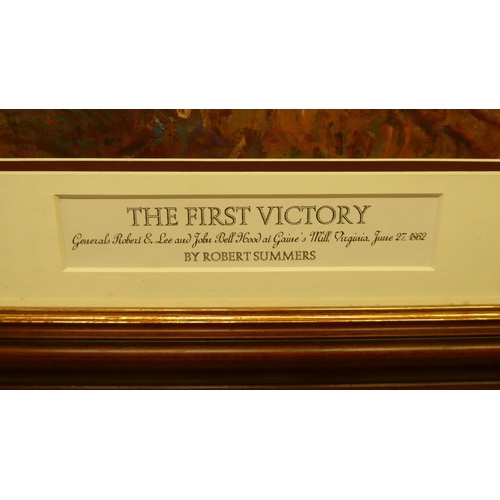 THE FIRST VICTORY
Generals Robert E. Lee and John Bell Hood at Gaine's Mill, Virginia, June 27, 1862
BY ROBERT SUMMERS